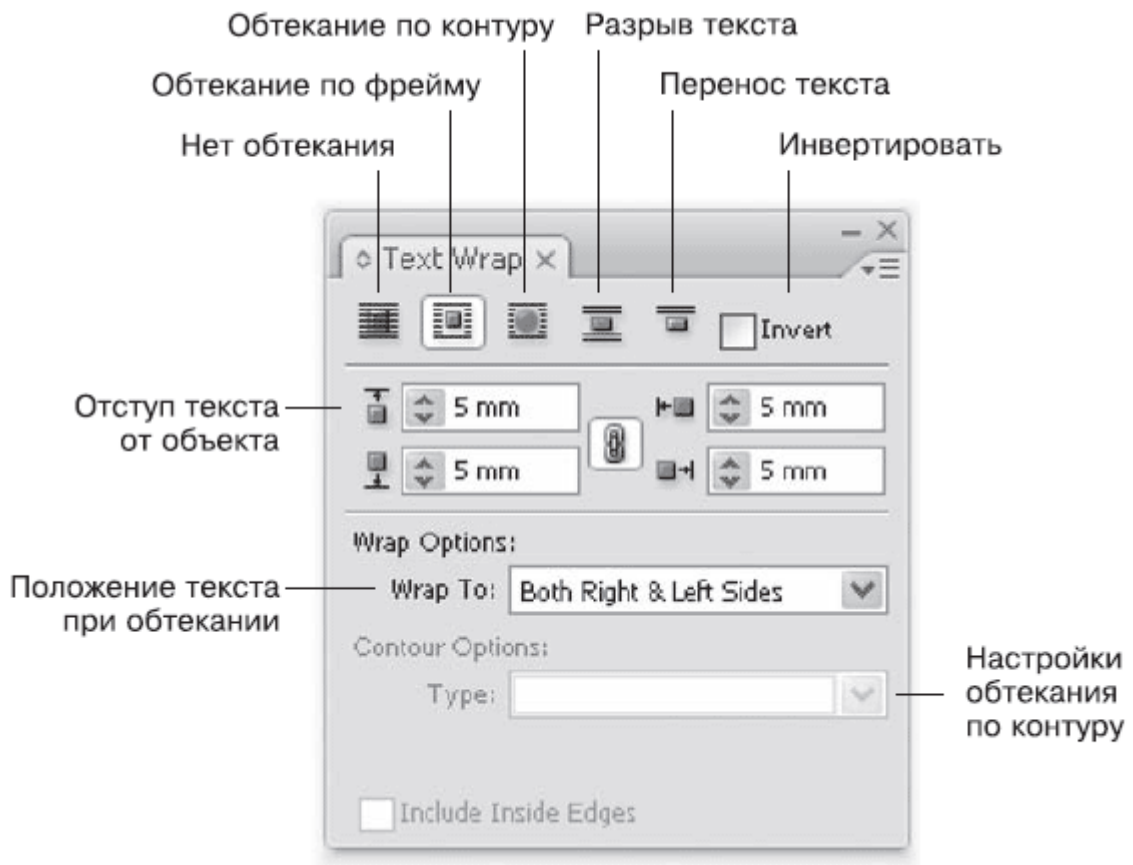 Обтекание по контуру
Разрыв текста
Обтекание по фрейму
Перенос текста
Нет обтекания
Инвертировать
Text Wrap
Invert
Отступ текста
от объекта
5 mm
5 mm
5 mm
5 mm
Wrap Options:
Положение текста
при обтекании
Wrap To: Both Right & Left Sides
Contour Options:
Type:
Настройки
обтекания
по контуру
Include Inside Edges